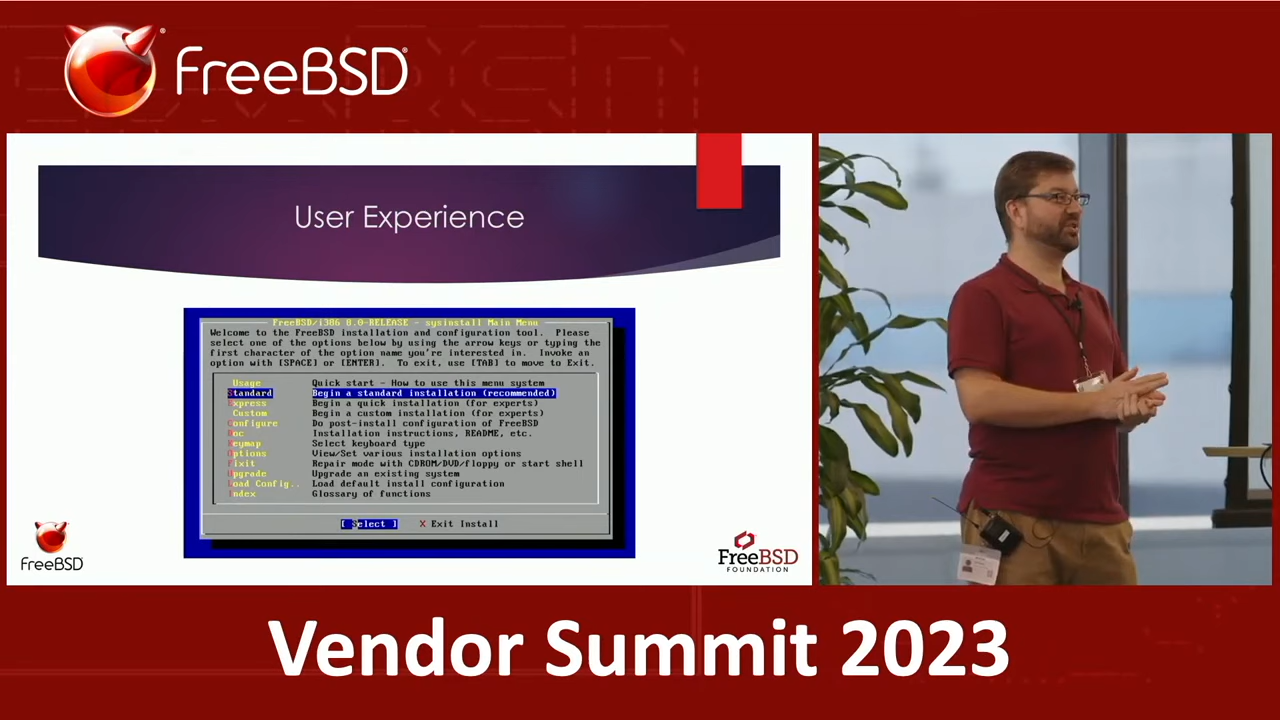 FreeBSD
User Experience
FreeBSD/i386 8.0-RELEASE - sysinstall Main Menu
Welcome to the FreeBSD installation and configuration tool. Please
select one of the options below by using the arrow keys or typing the
first character of the option name you're interested in. Invoke an
option with [SPACE] or [ENTER]. To exit, use [TAB] to move to Exit.
Usage Quick start - How to use this menu system
Standard Begin a standard installation (recommended)
Express Begin a quick installation (for experts)
Custom Begin a custom installation (for experts)
Configure Do post-install configuration of FreeBSD
Doc Installation instructions, README, etc.
Keymap Select keyboard type
Options View/Set various installation options
Fixit Repair mode with CDROM/DVD/floppy or start shell
Upgrade Upgrade an existing system
Load Config.. Load default install configuration
Index Glossary of functions
[ Select ] X Exit Install
FreeBSD
FreeBSD
FOUNDATION
Vendor Summit 2023